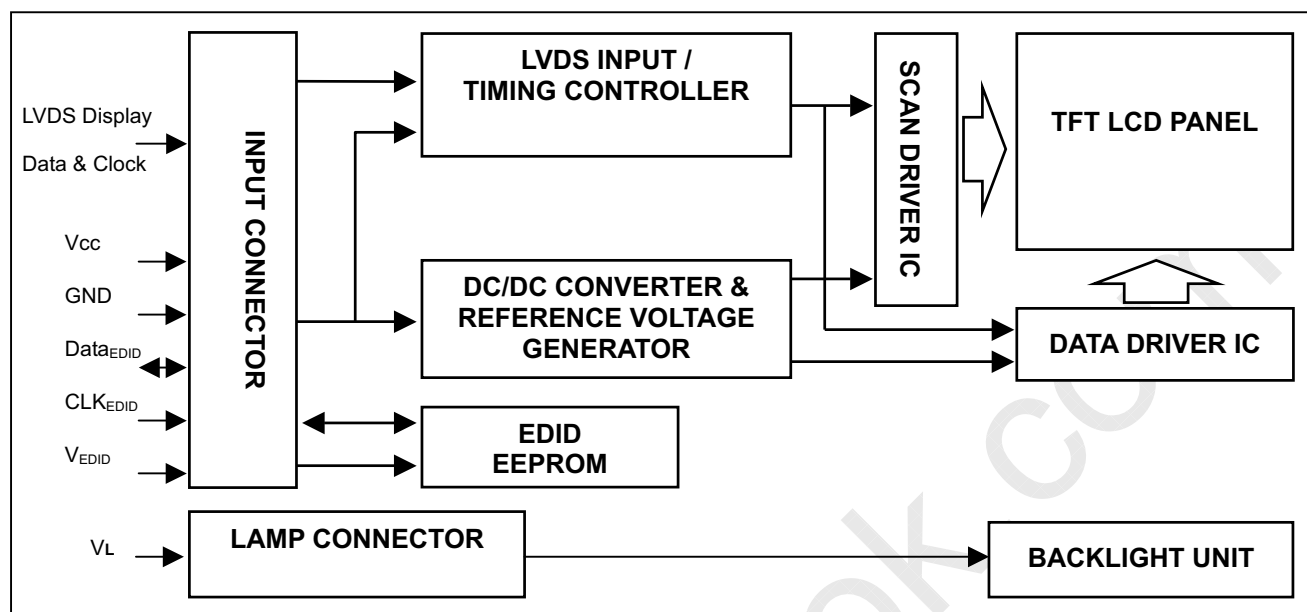 LVDS Display
Data & Clock
Vcc
GND
DataEDID
CLKEDID
VEDID
VL
INPUT CONNECTOR
LVDS INPUT /
TIMING CONTROLLER
DC/DC CONVERTER &
REFERENCE VOLTAGE
GENERATOR
EDID
EEPROM
LAMP CONNECTOR
SCAN DRIVER IC
TFT LCD PANEL
DATA DRIVER IC
BACKLIGHT UNIT